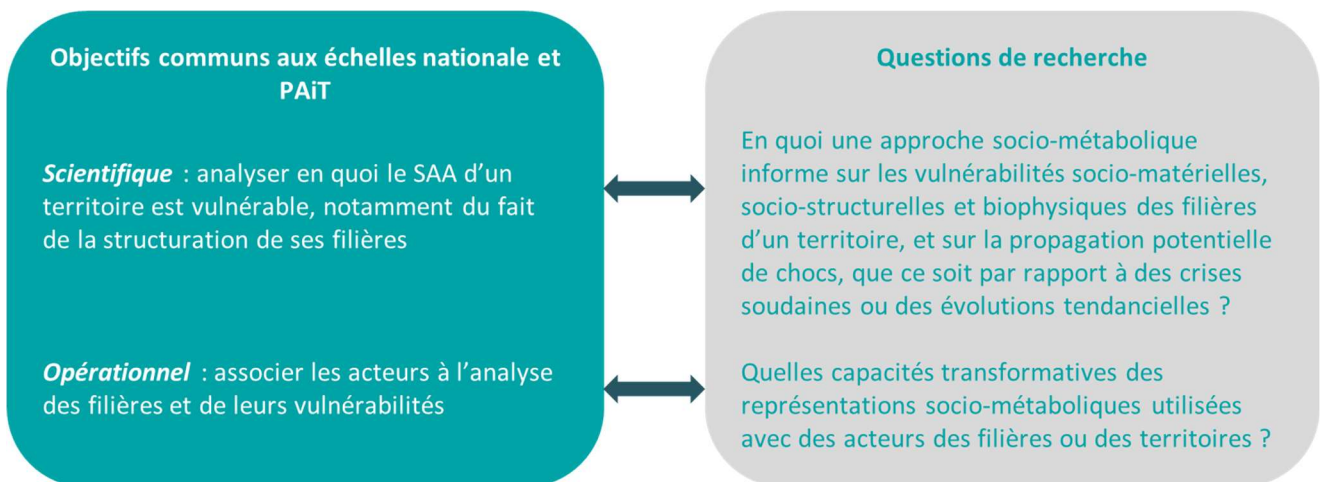 Objectifs communs aux échelles nationale et
PAiT
Scientifique : analyser en quoi le SAA d'un
territoire est vulnérable, notamment du fait
de la structuration de ses filières
Opérationnel : associer les acteurs à l'analyse
des filières et de leurs vulnérabilités
Questions de recherche
En quoi une approche socio-métabolique
informe sur les vulnérabilités socio-matérielles,
socio-structurelles et biophysiques des filières
d'un territoire, et sur la propagation potentielle
de chocs, que ce soit par rapport à des crises
soudaines ou des évolutions tendancielles ?
Quelles capacités transformatives des
représentations socio-métaboliques utilisées
avec des acteurs des filières ou des territoires ?